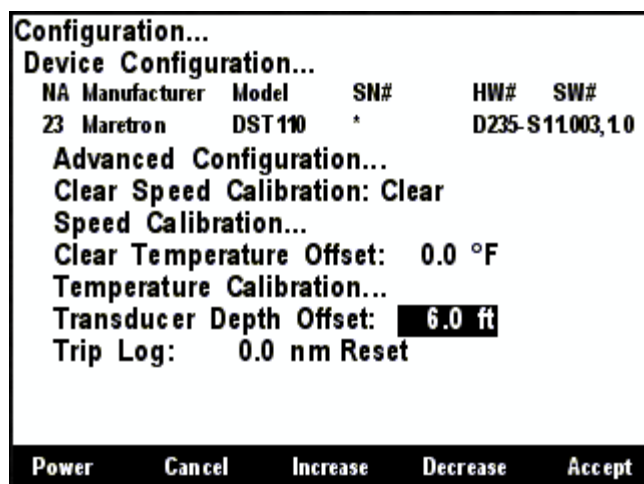 Configuration...
Device Configuration...
NA Manufacturer Model SN# HW# SW#
23 Maretron DST110 * D235-S11.003,1.0
Advanced Configuration...
Clear Speed Calibration: Clear
Speed Calibration...
Clear Temperature Offset: 0.0 °F
Temperature Calibration...
Transducer Depth Offset: 6.0 ft
Trip Log: 0.0 nm Reset
Power Cancel Increase Decrease Accept